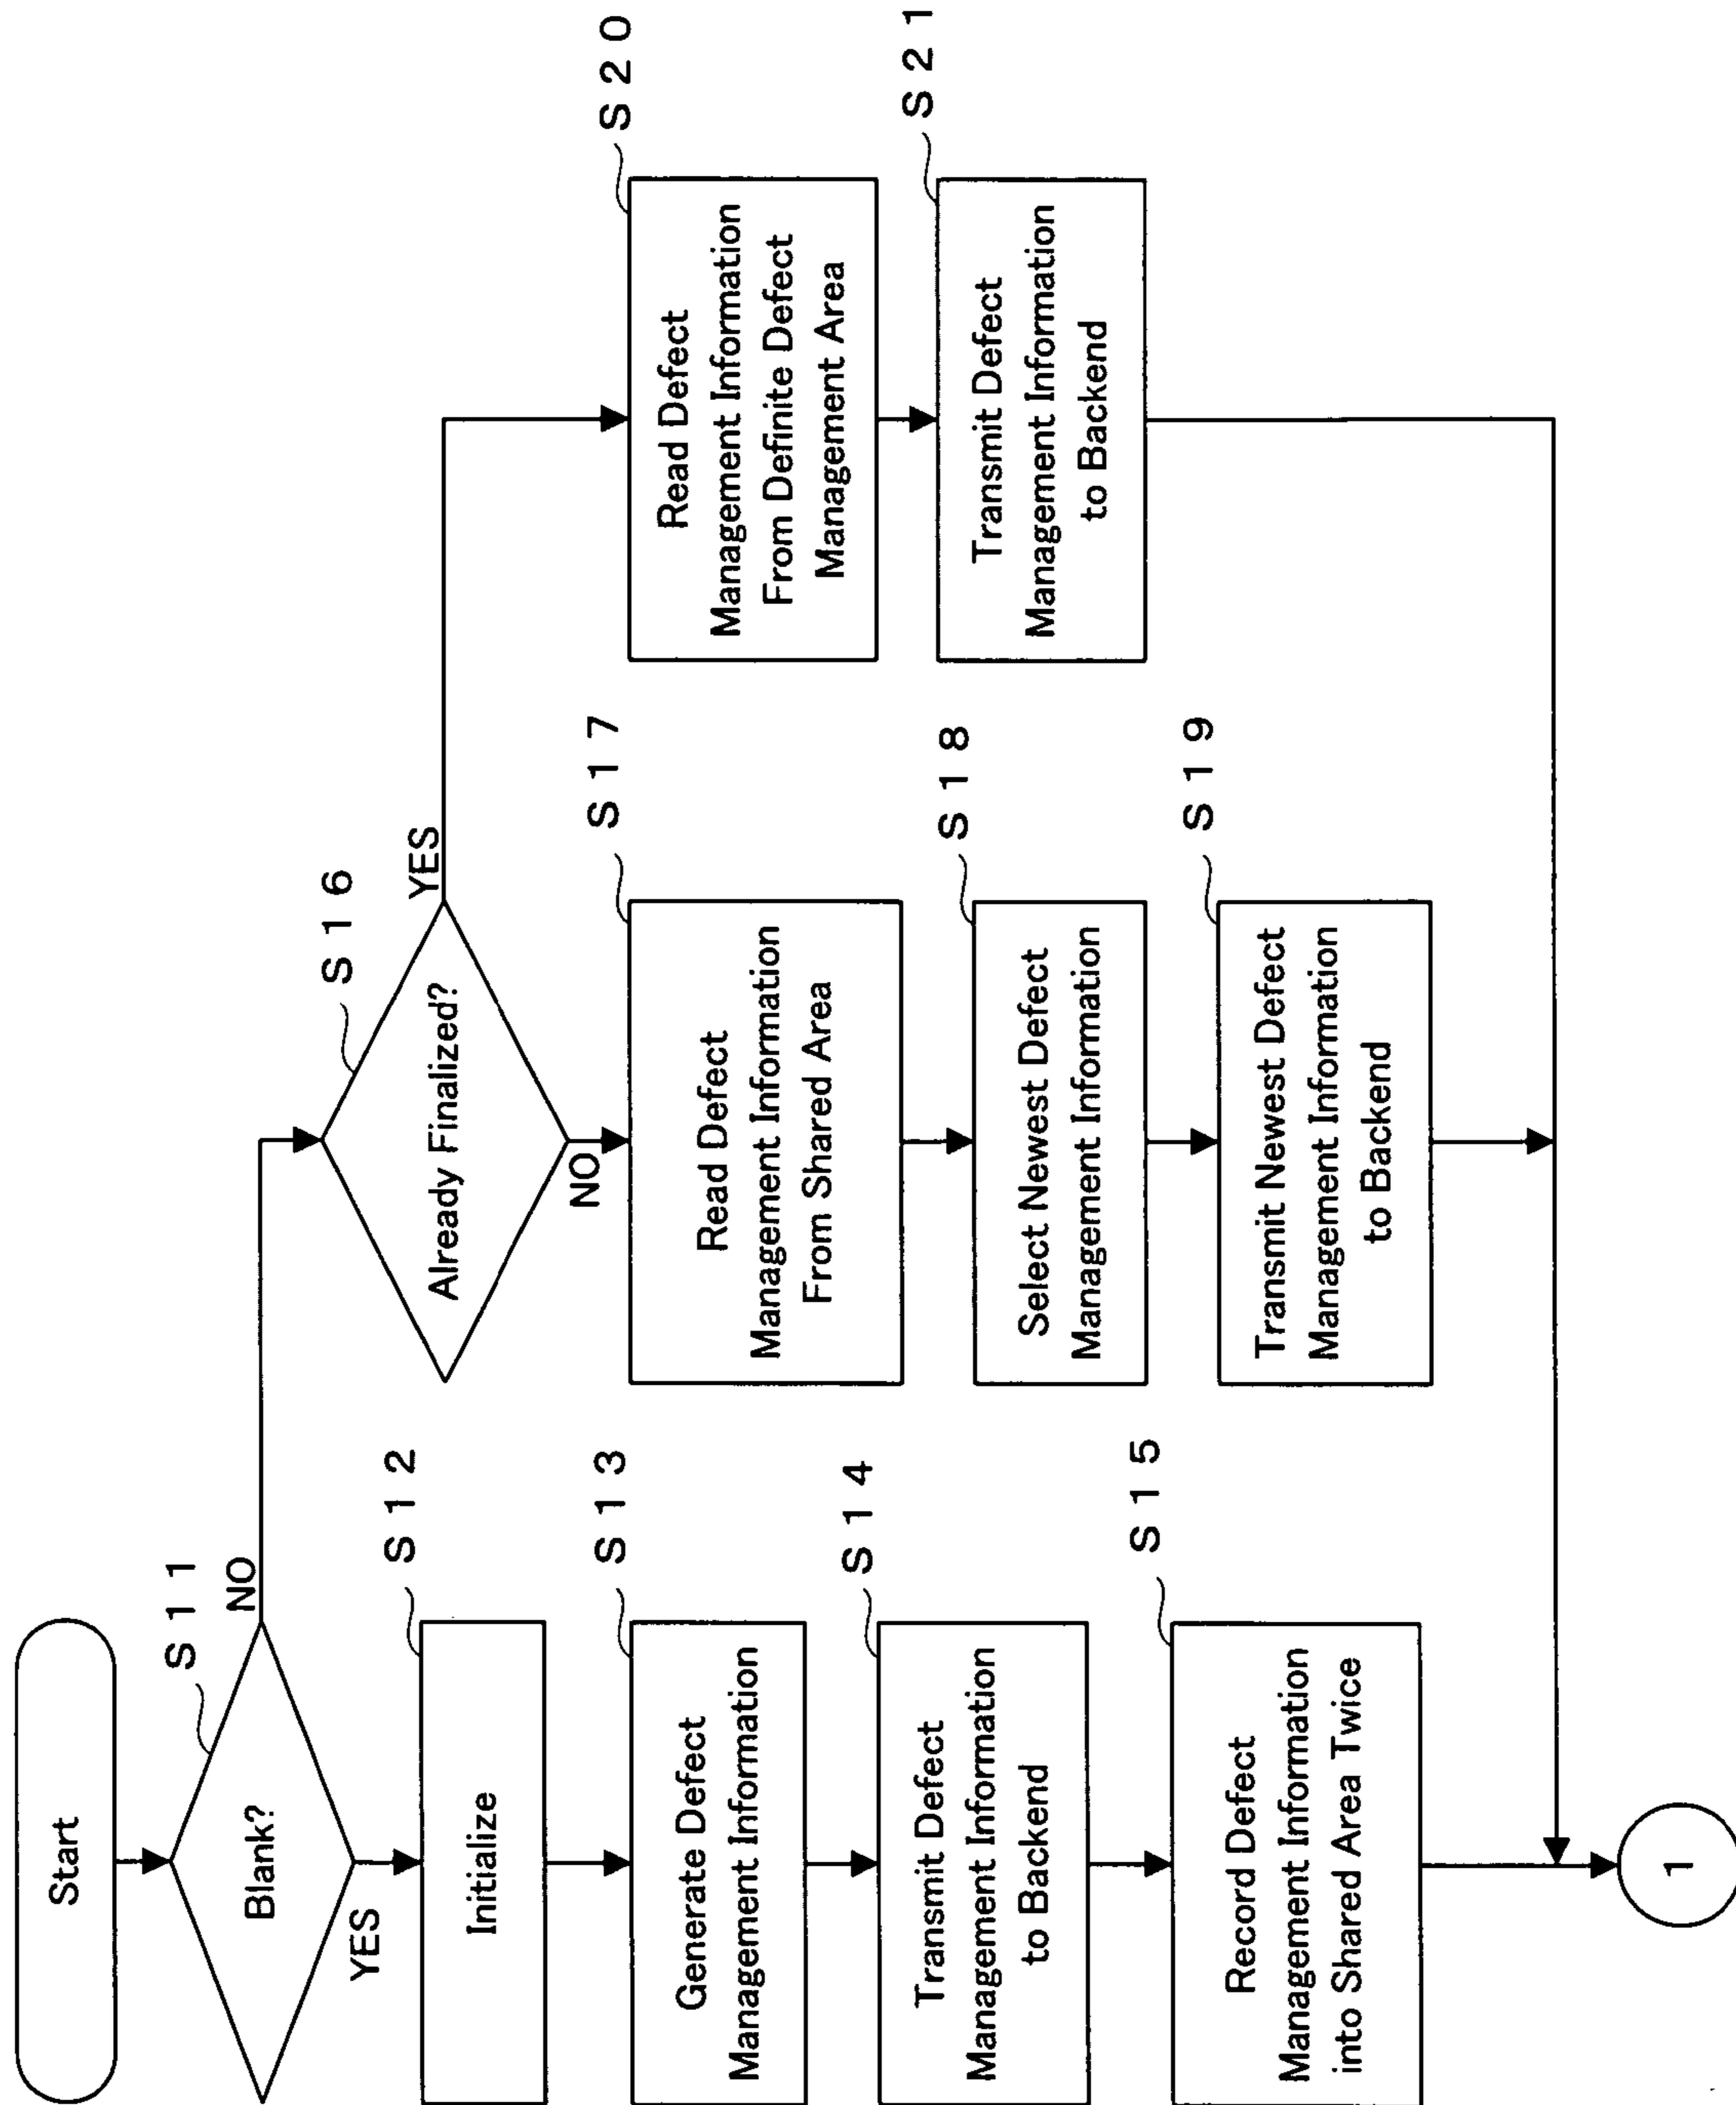 Start
S11
Blank?
NO
YES
S12
Initialize
S13
Generate Defect
Management Information
S14
Transmit Defect
Management Information
to Backend
S15
Record Defect
Management Information
into Shared Area Twice
S16
Already Finalized?
YES
NO
S17
Read Defect
Management Information
From Shared Area
S18
Select Newest Defect
Management Information
S19
Transmit Newest Defect
Management Information
to Backend
S20
Read Defect
Management Information
From Definite Defect
Management Area
S21
Transmit Defect
Management Information
to Backend
1